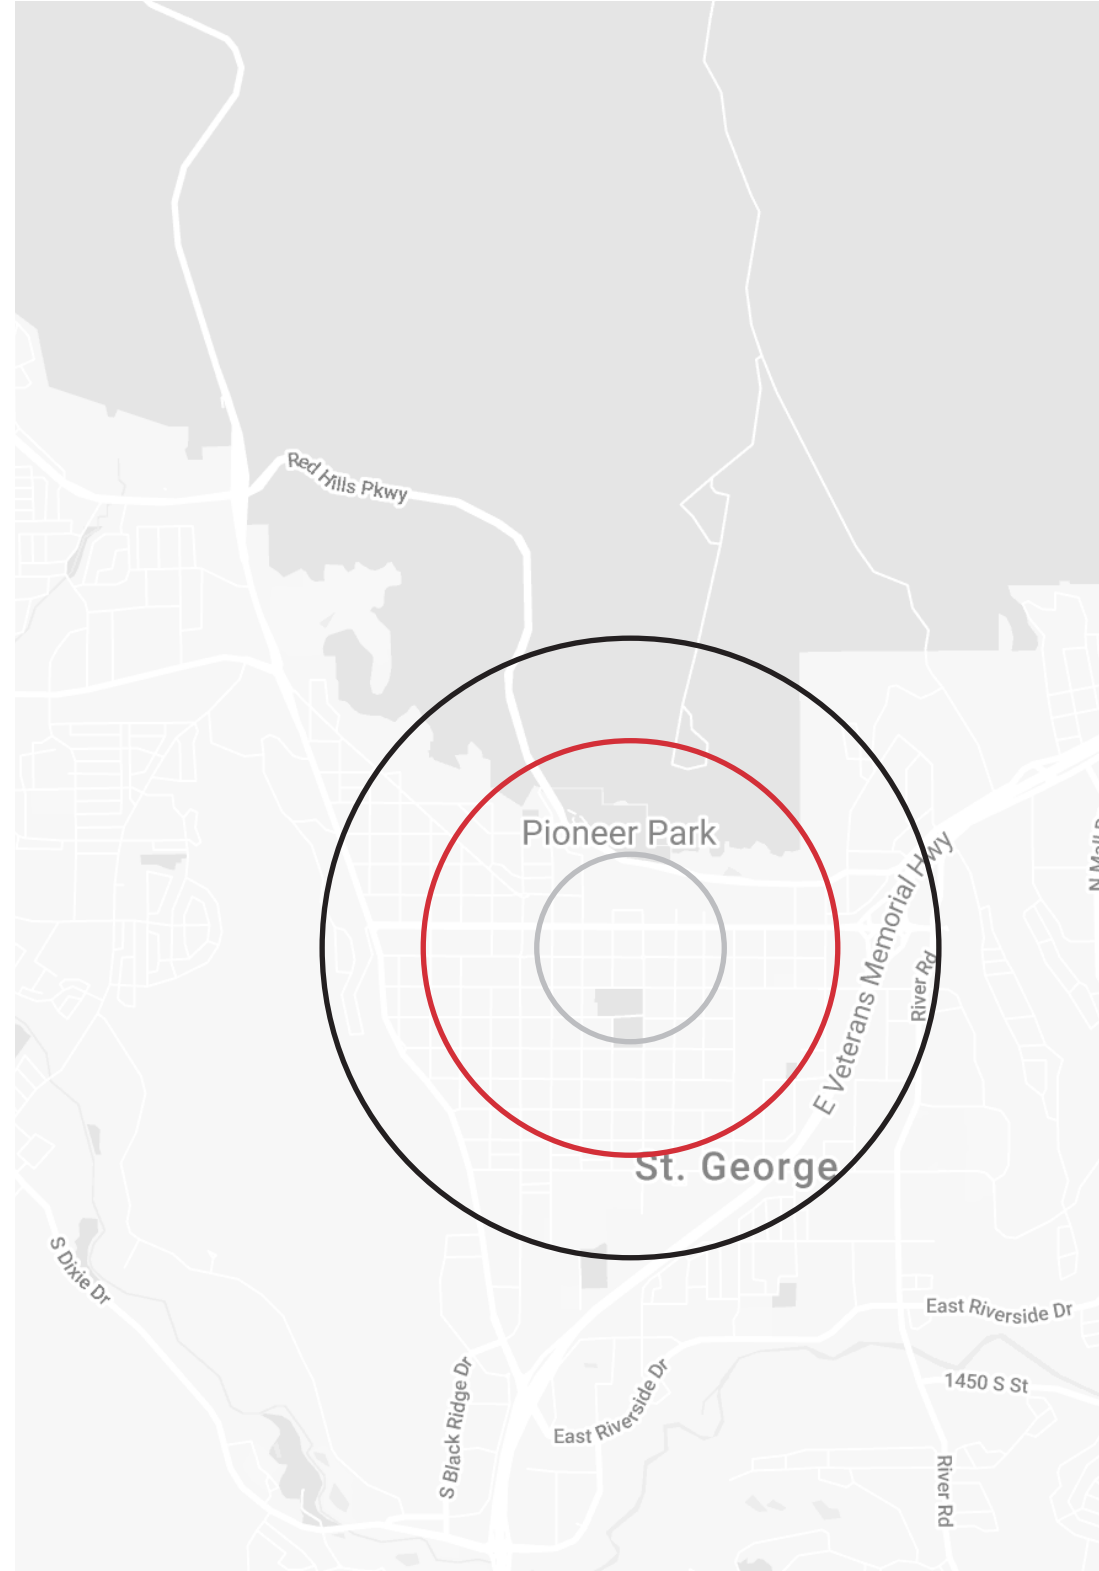 Red Hills Pkwy
Pioneer Park
E Veterans Memorial Hwy
N Mall D
River Rd
St. George
S Dixie Dr
East Riverside Dr
S Black Ridge Dr
East Riverside Dr
1450 S St
River Rd